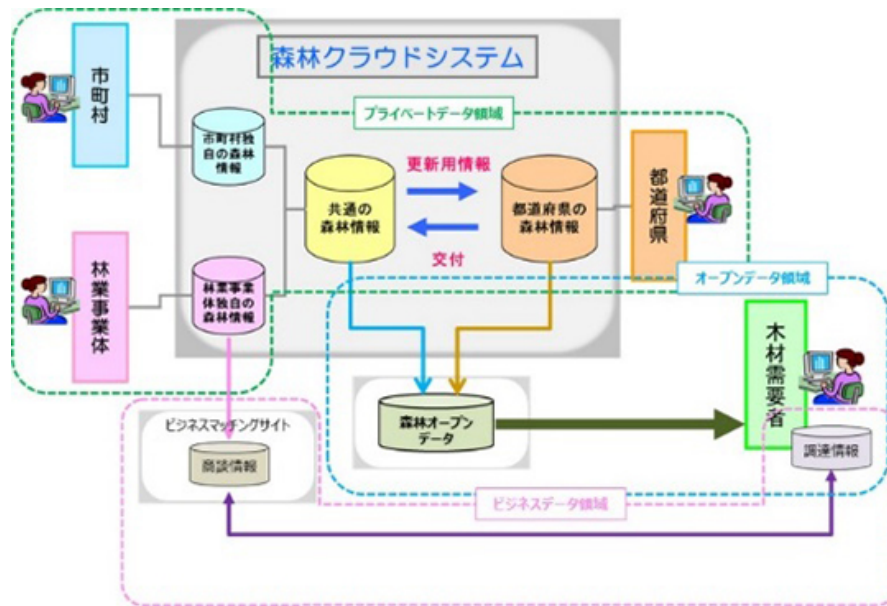 森林クラウドシステム
市町村
プライベートデータ領域
市町村独
自の森林
情報
更新用情報
共通の
森林情報
都道府県の
森林情報
都道府県
交付
林業事業体
林業事業
体独自の
森林情報
オープンデータ領域
木材需要者
ビジネスマッチングサイト
商談情報
森林オープン
データ
調達情報
ビジネスデータ領域